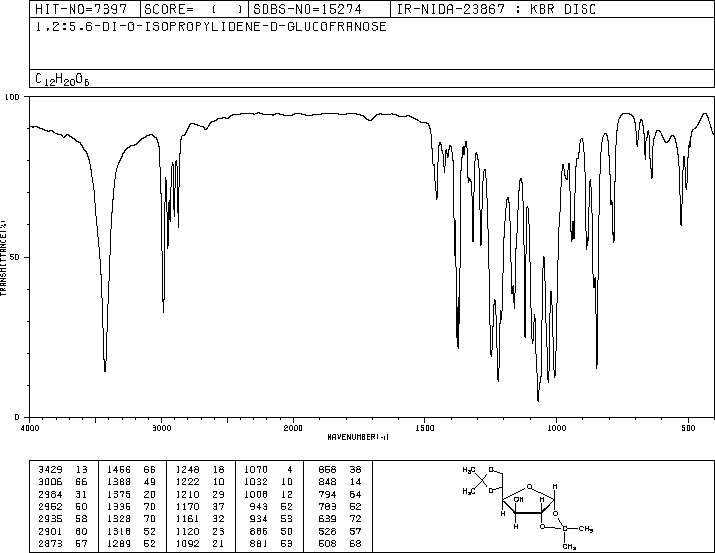 HIT-NO=7397 SCORE= ( ) SDBS-NO=15274 IR-NIDA-23867 : KBR DISC
1,2:5,6-DI-O-ISOPROPYLIDENE-D-GLUCOFRANOSE
C12H20O6
100
TRANSMITTANCE(%)
50
0
4000 3000 2000 1500 1000 500
WAVENUMBER(-1)
3429 13 1456 66 1248 18 1070 4 858 38
3006 66 1388 49 1222 10 1032 10 848 14
2984 31 1375 20 1210 29 1008 12 794 64
2952 50 1336 70 1170 37 943 52 783 52
2935 58 1328 70 1161 32 934 53 639 72
2901 60 1318 52 1120 23 886 50 528 57
2873 57 1289 52 1092 21 881 53 508 68
H3C O
H3C O
OH O H
H
H H O
O CH3
CH3